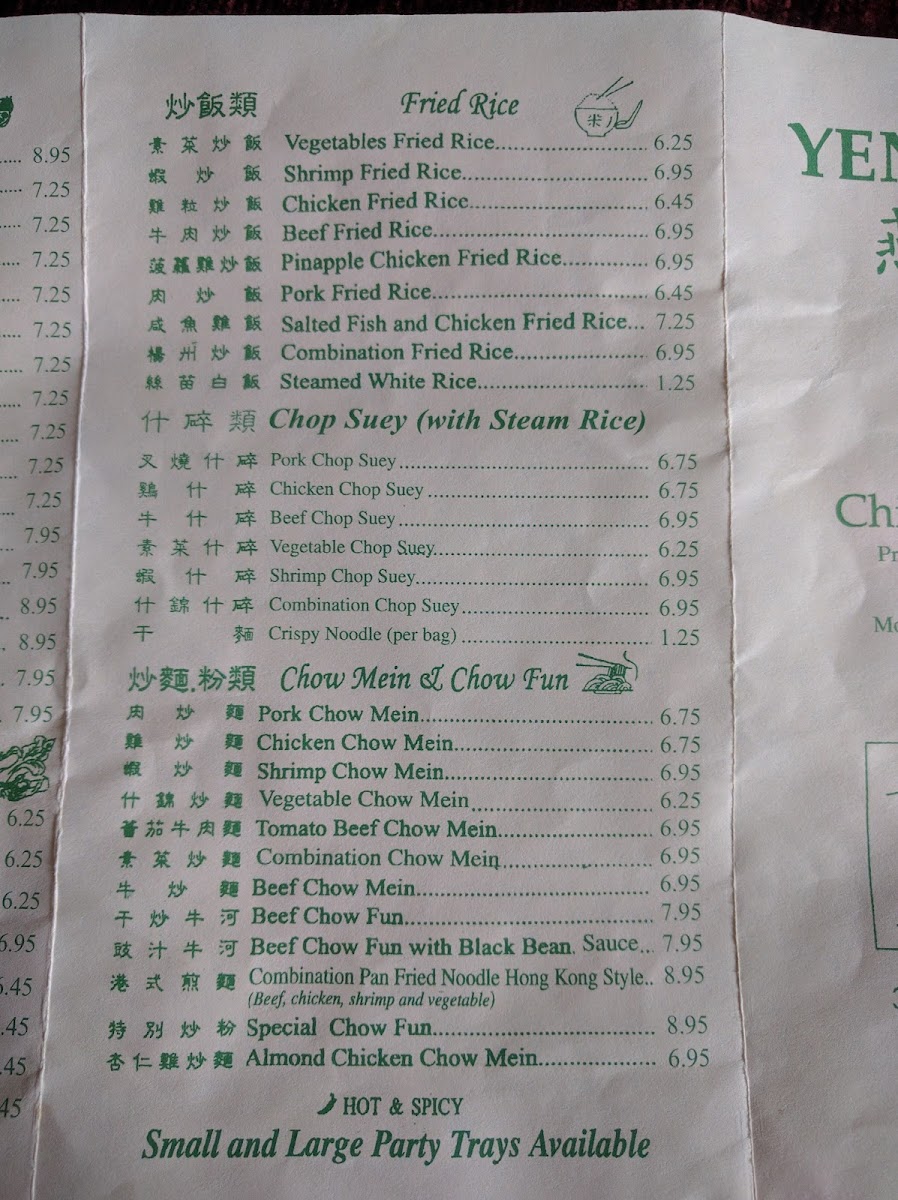 8.95
7.25
7.25
7.25
7.25
7.25
7.25
7.25
7.25
7.25
7.25
7.95
7.95
8.95
8.95
7.95
7.95
6.25
6.25
6.25
6.95
.45
.45
.45
45
炒飯類 Fried Rice
米
素菜炒飯 Vegetables Fried Rice 6.25
蝦炒飯 Shrimp Fried Rice 6.95
雞粒炒飯 Chicken Fried Rice 6.45
牛肉炒飯 Beef Fried Rice 6.95
菠蘿雞炒飯 Pinapple Chicken Fried Rice 6.95
肉炒飯 Pork Fried Rice 6.45
咸魚雞飯 Salted Fish and Chicken Fried Rice... 7.25
楊州炒飯 Combination Fried Rice 6.95
絲苗白飯 Steamed White Rice 1.25
什碎類 Chop Suey (with Steam Rice)
叉燒什碎 Pork Chop Suey 6.75
鷄什碎 Chicken Chop Suey 6.75
牛什碎 Beef Chop Suey 6.95
素菜什碎 Vegetable Chop Suey 6.25
蝦什碎 Shrimp Chop Suey 6.95
什錦什碎 Combination Chop Suey 6.95
干麵 Crispy Noodle (per bag) 1.25
炒麵.粉類 Chow Mein & Chow Fun
肉炒麵 Pork Chow Mein 6.75
雞炒麵 Chicken Chow Mein 6.75
蝦炒麵 Shrimp Chow Mein 6.95
什錦炒麵 Vegetable Chow Mein 6.25
蕃茄牛肉麵 Tomato Beef Chow Mein 6.95
素菜炒麵 Combination Chow Mein 6.95
牛炒麵 Beef Chow Mein 6.95
干炒牛河 Beef Chow Fun 7.95
豉汁牛河 Beef Chow Fun with Black Bean. Sauce... 7.95
港式煎麵 Combination Pan Fried Noodle Hong Kong Style.. 8.95
(Beef, chicken, shrimp and vegetable)
特別炒粉 Special Chow Fun 8.95
杏仁雞炒麵 Almond Chicken Chow Mein 6.95
HOT & SPICY
Small and Large Party Trays Available
YEN
Ch
Pr
Mo